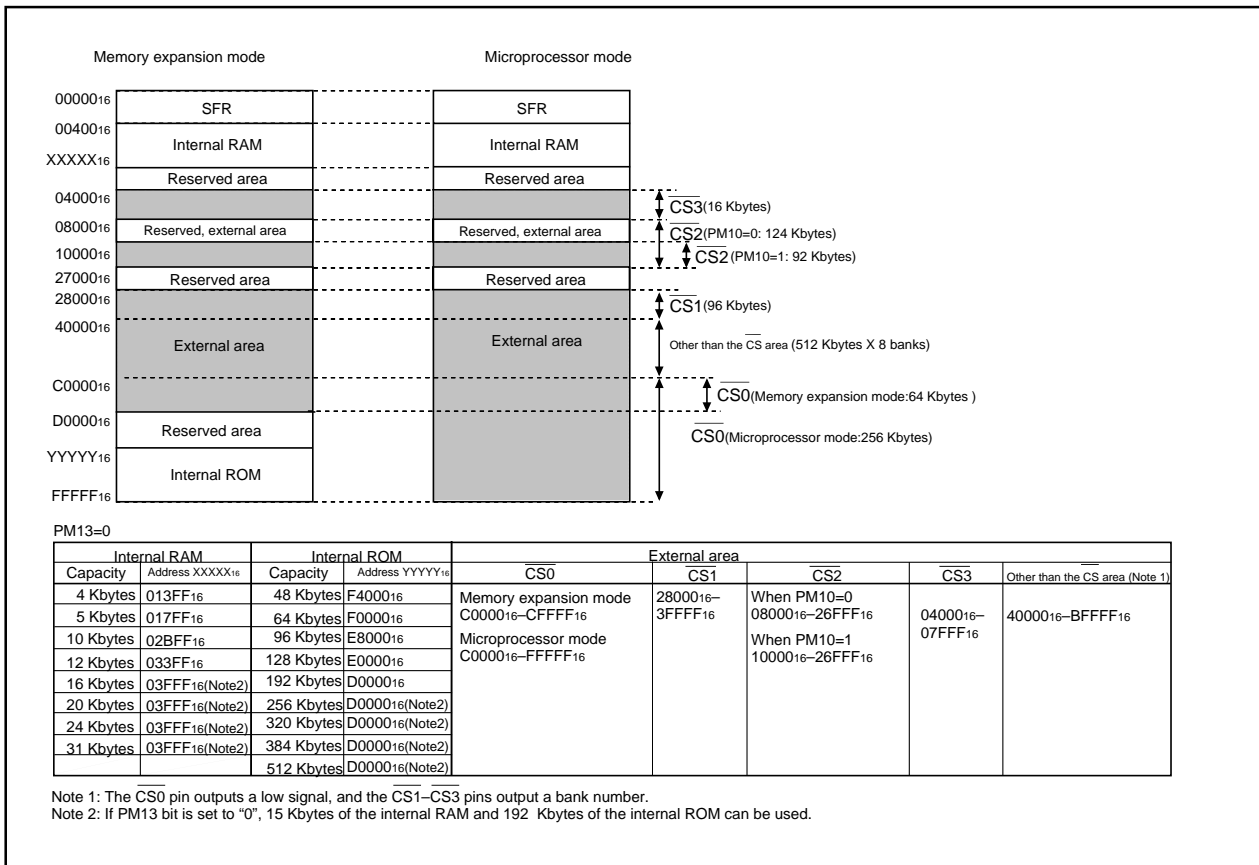 Memory expansion mode
Microprocessor mode
0000016
SFR
SFR
0040016
Internal RAM
Internal RAM
XXXXX16
Reserved area
Reserved area
0400016
CS3(16 Kbytes)
0800016
Reserved, external area
Reserved, external area
CS2(PM10=0: 124 Kbytes)
1000016
CS2(PM10=1: 92 Kbytes)
2700016
Reserved area
Reserved area
2800016
CS1(96 Kbytes)
4000016
External area
External area
Other than the CS area (512 Kbytes X 8 banks)
C000016
CS0(Memory expansion mode:64 Kbytes )
D000016
Reserved area
CS0(Microprocessor mode:256 Kbytes)
YYYYY16
Internal ROM
FFFFF16
PM13=0
Internal RAM Internal ROM External area
Capacity Address XXXXX16 Capacity Address YYYYY16 CS0 CS1 CS2 CS3 Other than the CS area (Note 1)
4 Kbytes 013FF16 48 Kbytes F400016 Memory expansion mode 2800016– When PM10=0
5 Kbytes 017FF16 64 Kbytes F000016 C000016–CFFFF16 3FFFF16 0800016–26FFF16 0400016– 4000016–BFFFF16
10 Kbytes 02BFF16 96 Kbytes E800016 Microprocessor mode When PM10=1 07FFF16
12 Kbytes 033FF16 128 Kbytes E000016 C000016–FFFFF16 1000016–26FFF16
16 Kbytes 03FFF16(Note2) 192 Kbytes D000016
20 Kbytes 03FFF16(Note2) 256 Kbytes D000016(Note2)
24 Kbytes 03FFF16(Note2) 320 Kbytes D000016(Note2)
31 Kbytes 03FFF16(Note2) 384 Kbytes D000016(Note2)
512 Kbytes D000016(Note2)
Note 1: The CS0 pin outputs a low signal, and the CS1–CS3 pins output a bank number.
Note 2: If PM13 bit is set to “0”, 15 Kbytes of the internal RAM and 192 Kbytes of the internal ROM can be used.